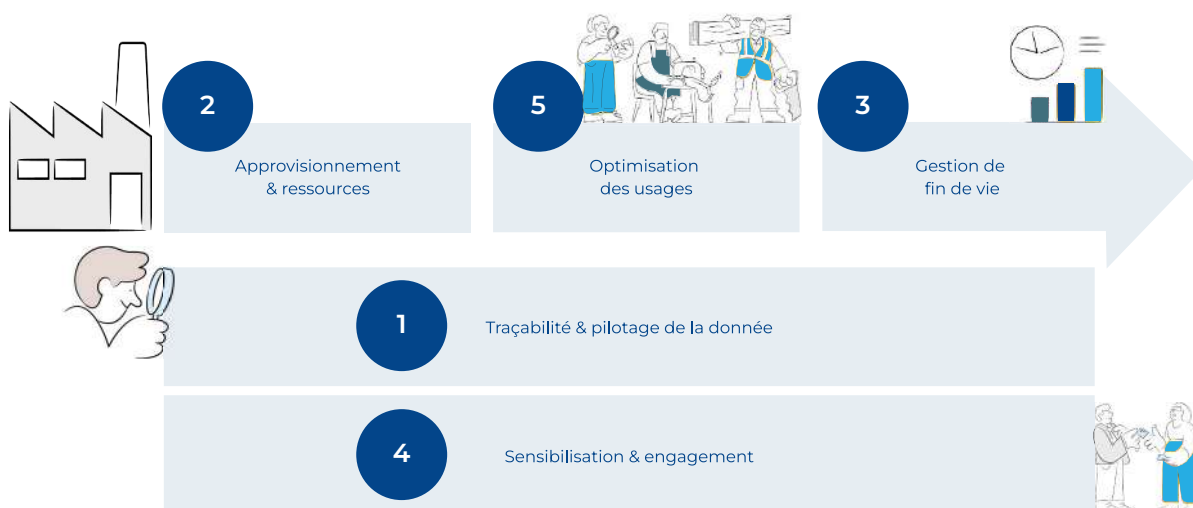 2
Approvisionnement
& ressources
5
Optimisation
des usages
3
Gestion de
fin de vie
1
Traçabilité & pilotage de la donnée
4
Sensibilisation & engagement